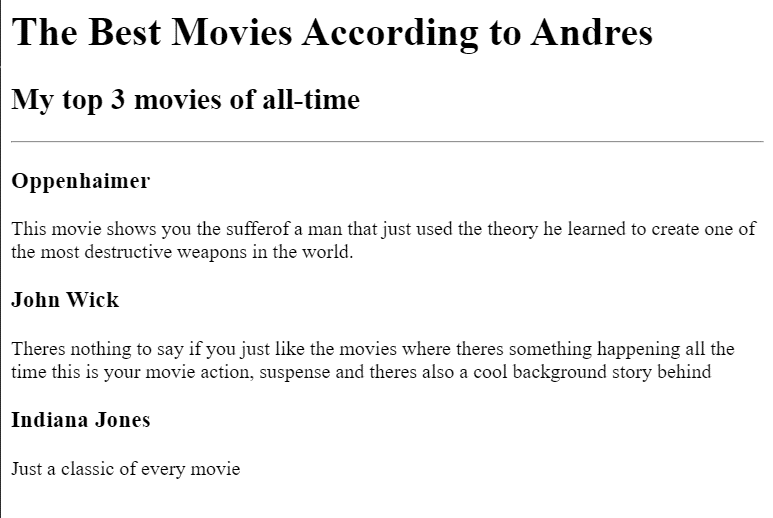 The Best Movies According to Andres
My top 3 movies of all-time
Oppenhaimer
This movie shows you the sufferof a man that just used the theory he learned to create one of
the most destructive weapons in the world.
John Wick
Theres nothing to say if you just like the movies where theres something happening all the
time this is your movie action, suspense and theres also a cool background story behind
Indiana Jones
Just a classic of every movie